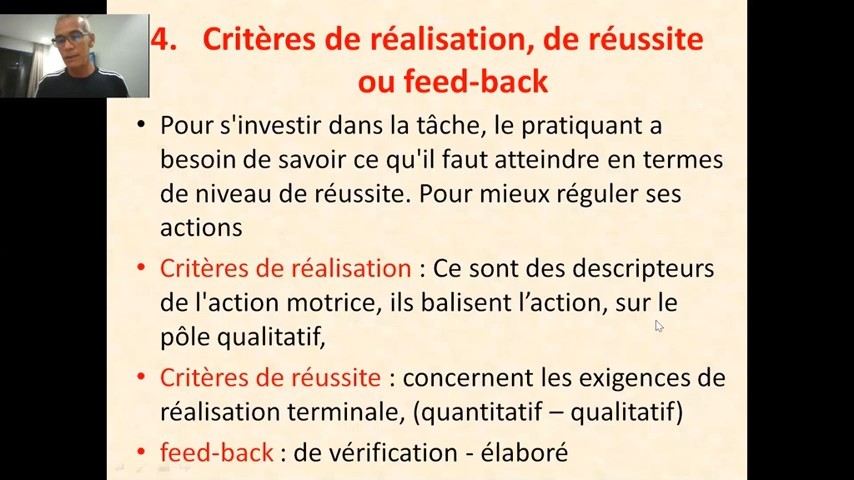 4. Critères de réalisation, de réussite
ou feed-back
• Pour s'investir dans la tâche, le pratiquant a
besoin de savoir ce qu'il faut atteindre en termes
de niveau de réussite. Pour mieux réguler ses
actions
• Critères de réalisation : Ce sont des descripteurs
de l'action motrice, ils balisent l’action, sur le
pôle qualitatif,
• Critères de réussite : concernent les exigences de
réalisation terminale, (quantitatif – qualitatif)
• feed-back : de vérification - élaboré